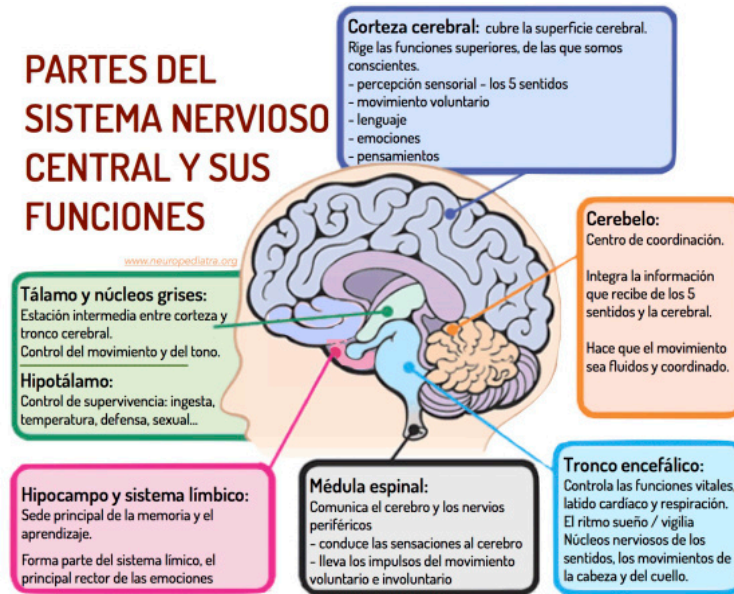 PARTES DEL
SISTEMA NERVIOSO
CENTRAL Y SUS
FUNCIONES
www.neuropediatra.org
Corteza cerebral: cubre la superficie cerebral.
Rige las funciones superiores, de las que somos
conscientes.
- percepción sensorial - los 5 sentidos
- movimiento voluntario
- lenguaje
- emociones
- pensamientos
Cerebelo:
Centro de coordinación.
Integra la información
que recibe de los 5
sentidos y la cerebral.
Hace que el movimiento
sea fluidos y coordinado.
Tálamo y núcleos grises:
Estación intermedia entre corteza y
tronco cerebral.
Control del movimiento y del tono.
Hipotálamo:
Control de supervivencia: ingesta,
temperatura, defensa, sexual...
Hipocampo y sistema límbico:
Sede principal de la memoria y el
aprendizaje.
Forma parte del sistema límico, el
principal rector de las emociones
Médula espinal:
Comunica el cerebro y los nervios
periféricos
- conduce las sensaciones al cerebro
- lleva los impulsos del movimiento
voluntario e involuntario
Tronco encefálico:
Controla las funciones vitales,
latido cardíaco y respiración.
El ritmo sueño / vigilia
Núcleos nerviosos de los
sentidos, los movimientos de
la cabeza y del cuello.